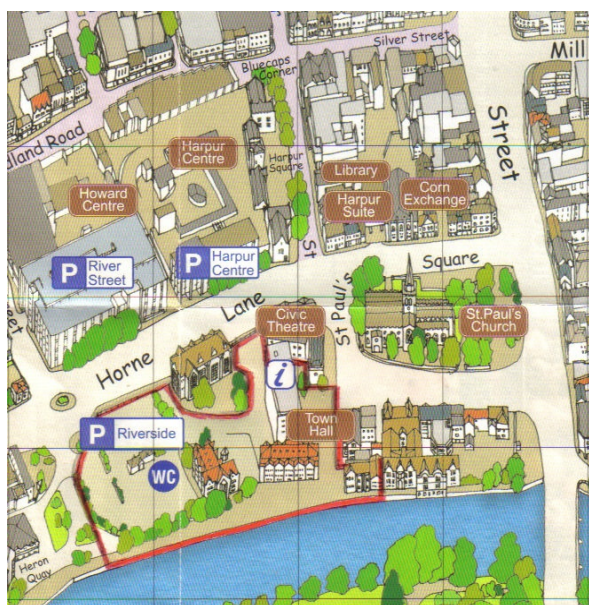 Silver Street
Mill
Bluecaps
Corner
dland Road
Harpur
Centre
Harpur
Square
Street
Library
Harpur
Suite
Corn
Exchange
Howard
Centre
P River
Street
P Harpur
Centre
St
Square
St Paul's
Lane
Civic
Theatre
St.Paul's
Church
Horne
eet
i
P Riverside
Town
Hall
WC
Heron
Quay